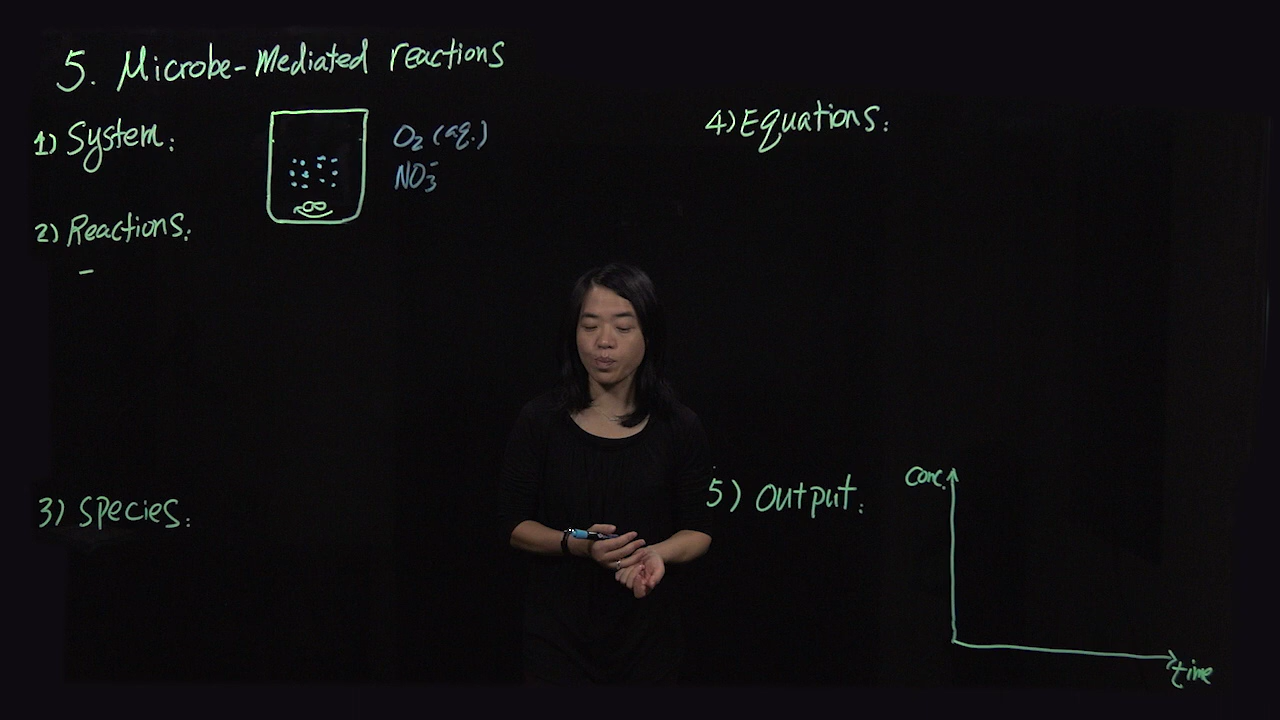 5. Microbe-Mediated reactions
1) System:
O₂ (aq.)
NO₃⁻
2) Reactions:
-
3) Species:
4) Equations:
5) Output:
Conc.
time